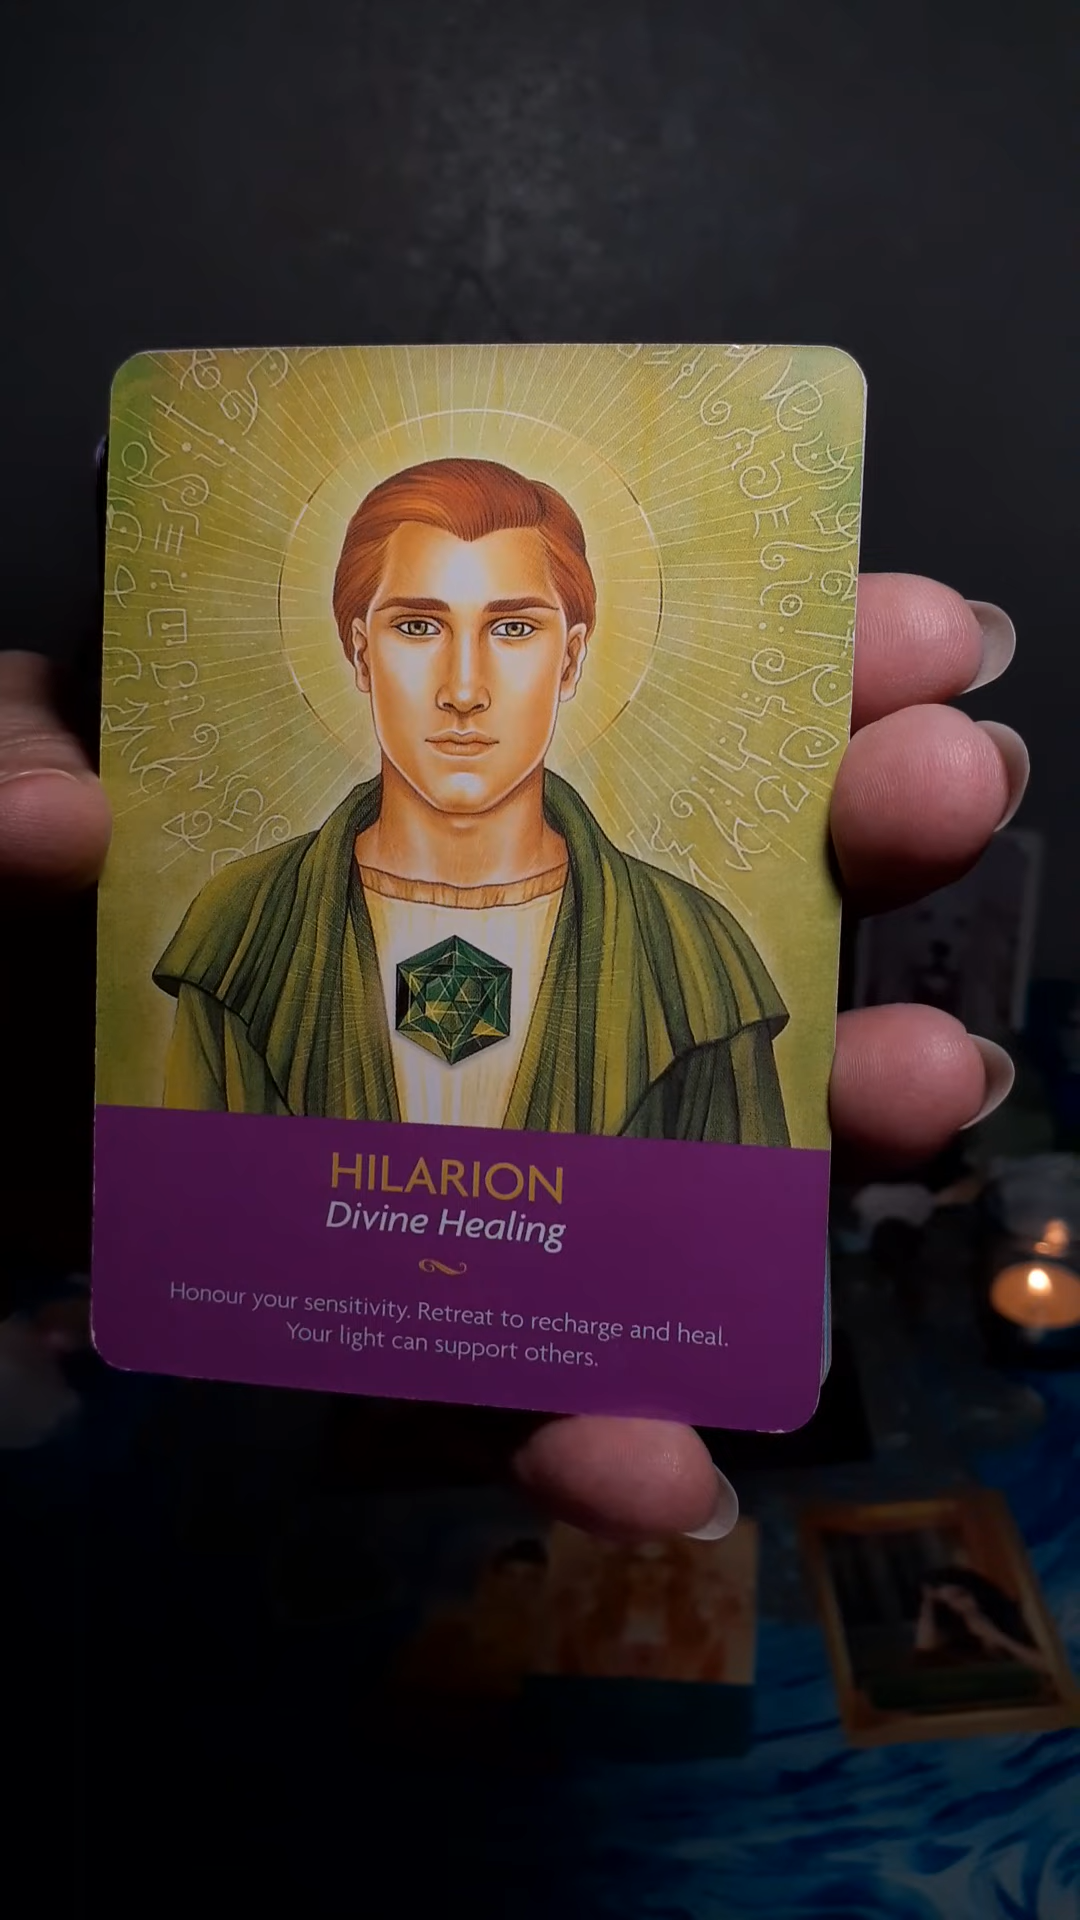 HILARION
Divine Healing
Honour your sensitivity. Retreat to recharge and heal.
Your light can support others.